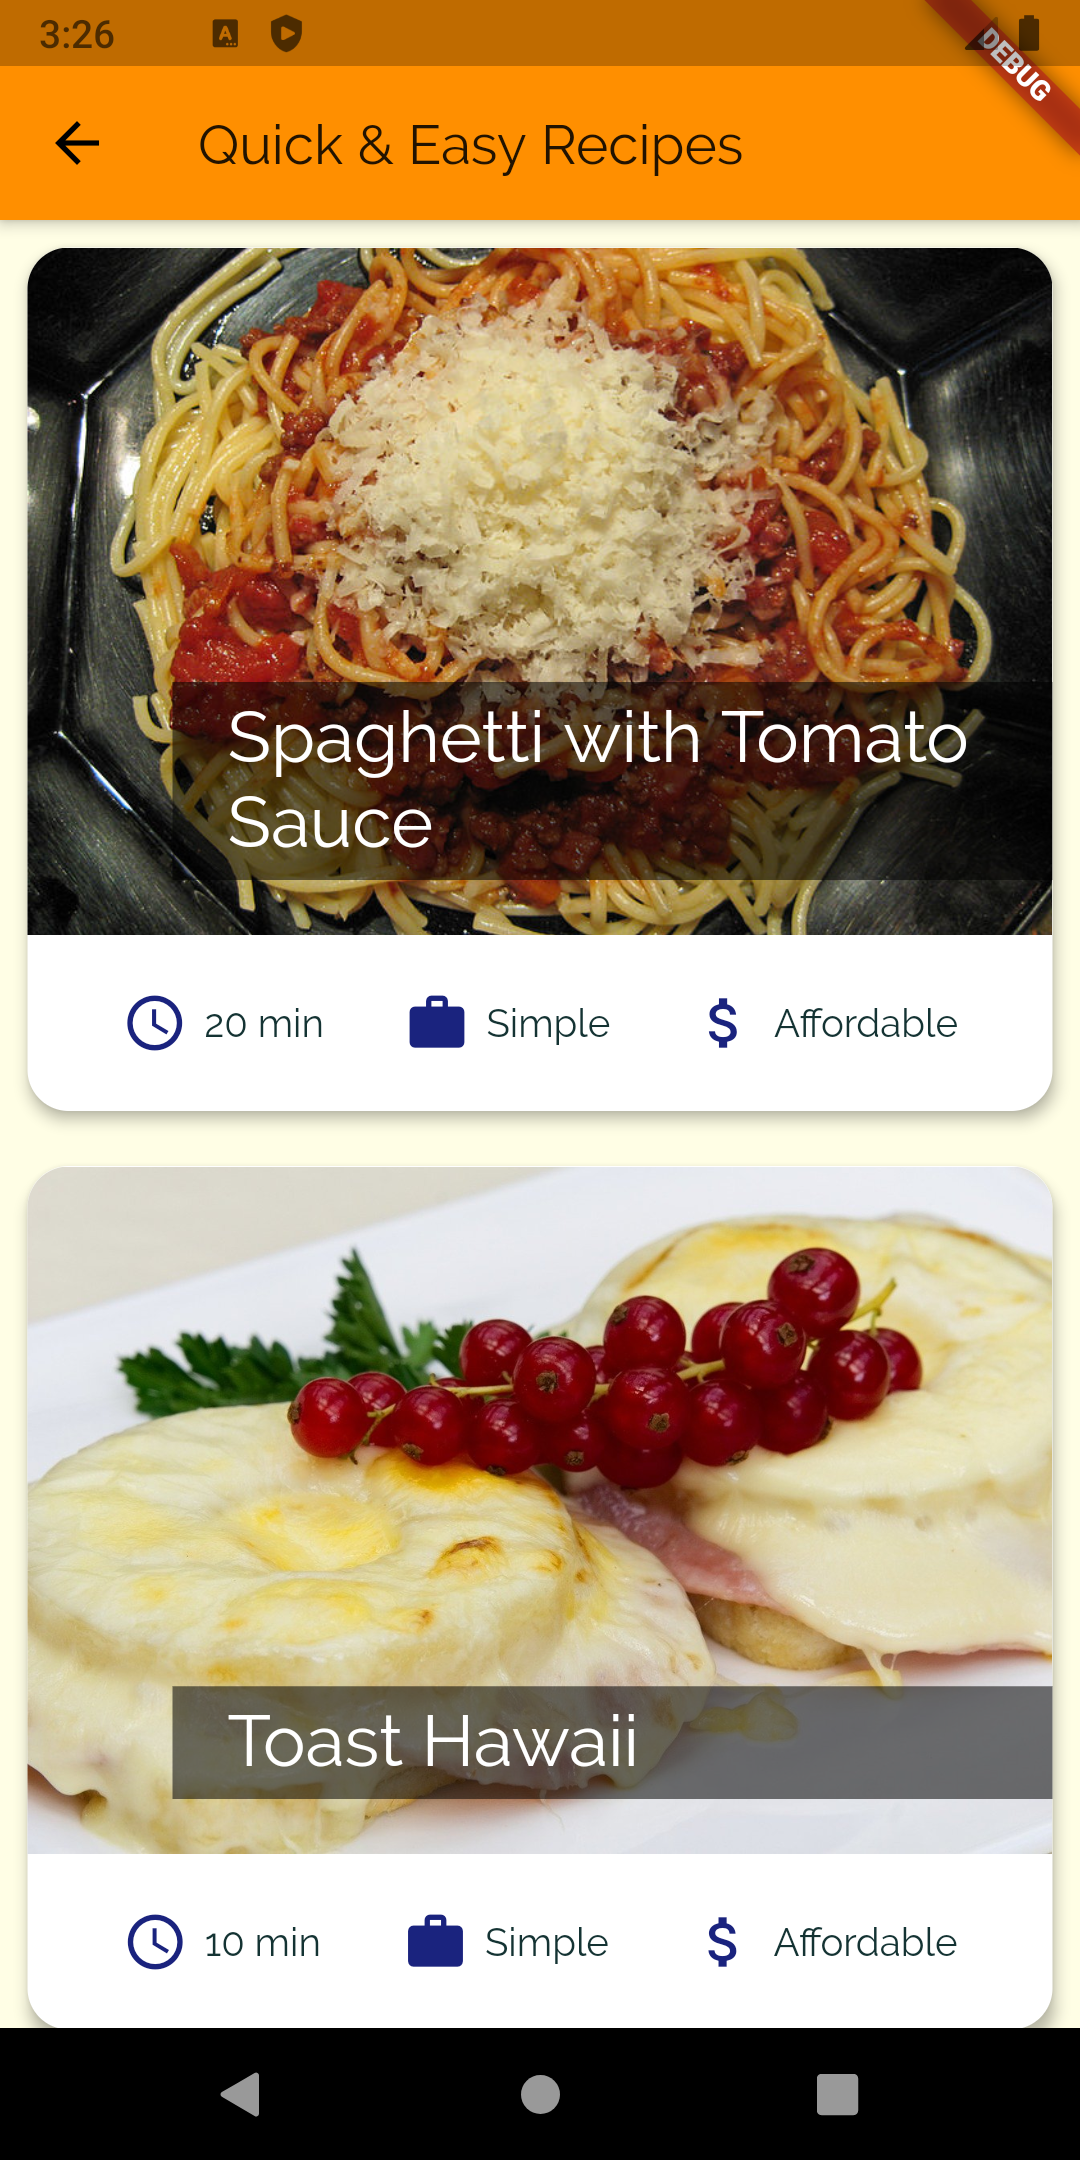 3:26
DEBUG
Quick & Easy Recipes
Spaghetti with Tomato
Sauce
20 min
Simple
Affordable
Toast Hawaii
10 min
Simple
Affordable